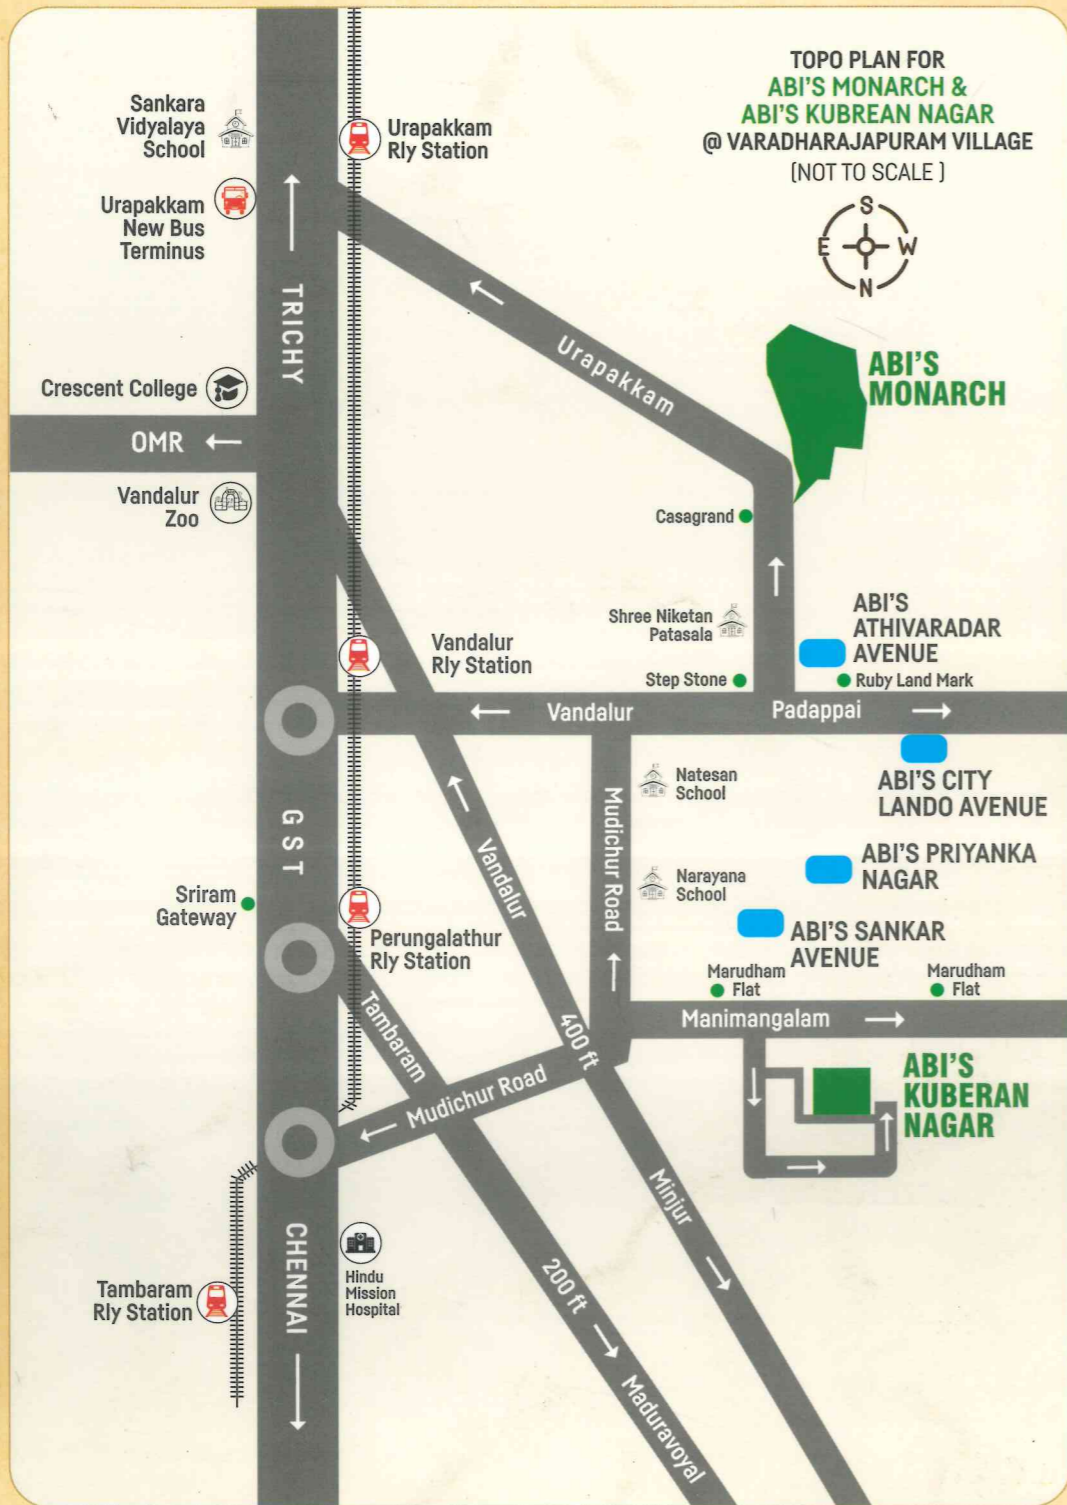 TOPO PLAN FOR
ABI'S MONARCH &
ABI'S KUBREAN NAGAR
@ VARADHARAJAPURAM VILLAGE
[NOT TO SCALE ]
S
E
W
N
Sankara
Vidyalaya
School
Urapakkam
Rly Station
Urapakkam
New Bus
Terminus
TRICHY
Urapakkam
ABI'S
MONARCH
Crescent College
OMR
Vandalur
Zoo
Casagrand
Shree Niketan
Patasala
ABI'S
ATHIVARADAR
AVENUE
Vandalur
Rly Station
Step Stone
Ruby Land Mark
Vandalur
Padappai
Natesan
School
ABI'S CITY
LANDO AVENUE
GST
Vandalur
Mudichur Road
ABI'S PRIYANKA
NAGAR
Narayana
School
Sriram
Gateway
Perungalathur
Rly Station
ABI'S SANKAR
AVENUE
Marudham
Flat
Marudham
Flat
Tambaram
400 ft
Manimangalam
Mudichur Road
ABI'S
KUBERAN
NAGAR
Minjur
CHENNAI
Hindu
Mission
Hospital
Tambaram
Rly Station
200 ft
Maduravoyal